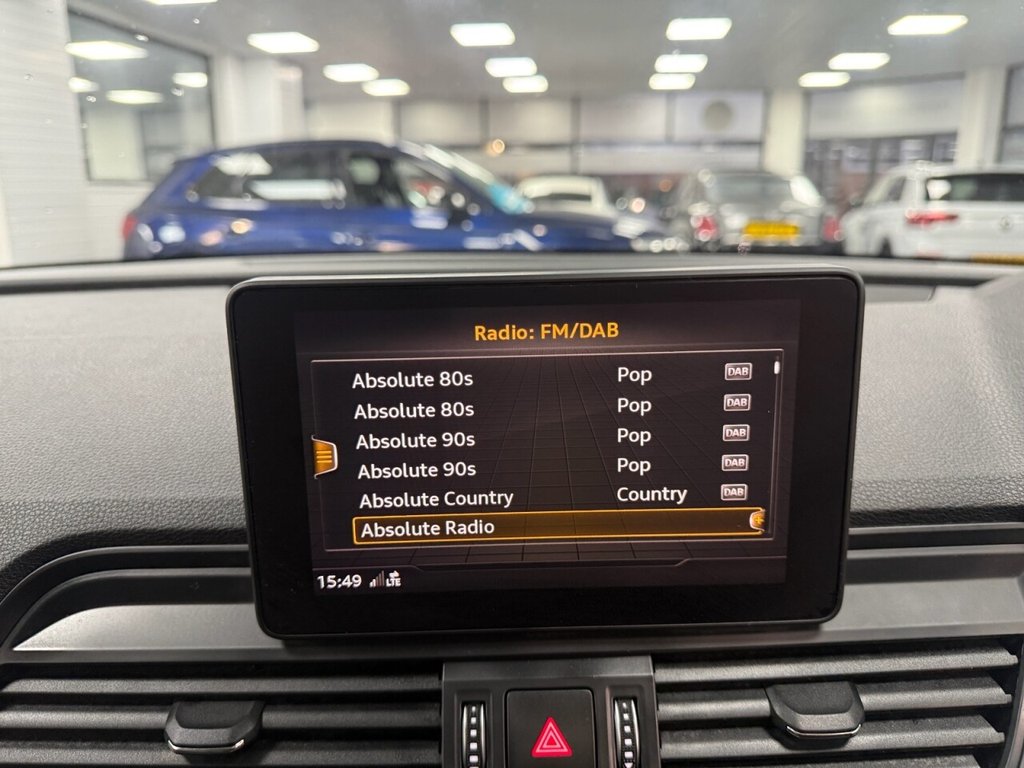 Radio: FM/DAB
Absolute 80s Pop DAB
Absolute 80s Pop DAB
Absolute 90s Pop DAB
Absolute 90s Pop DAB
Absolute Country Country DAB
Absolute Radio
15:49 LTE